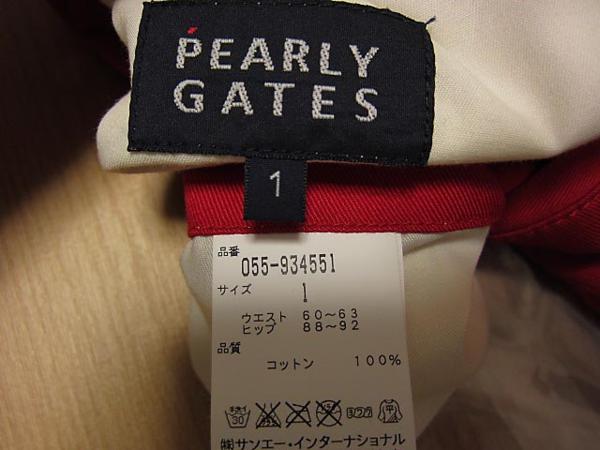 PEARLY
GATES
1
品番
055-934551
サイズ 1
ウエスト 60〜63
ヒップ 88〜92
品質
コットン 100%
30 平
㈱サンエー・インターナショナル